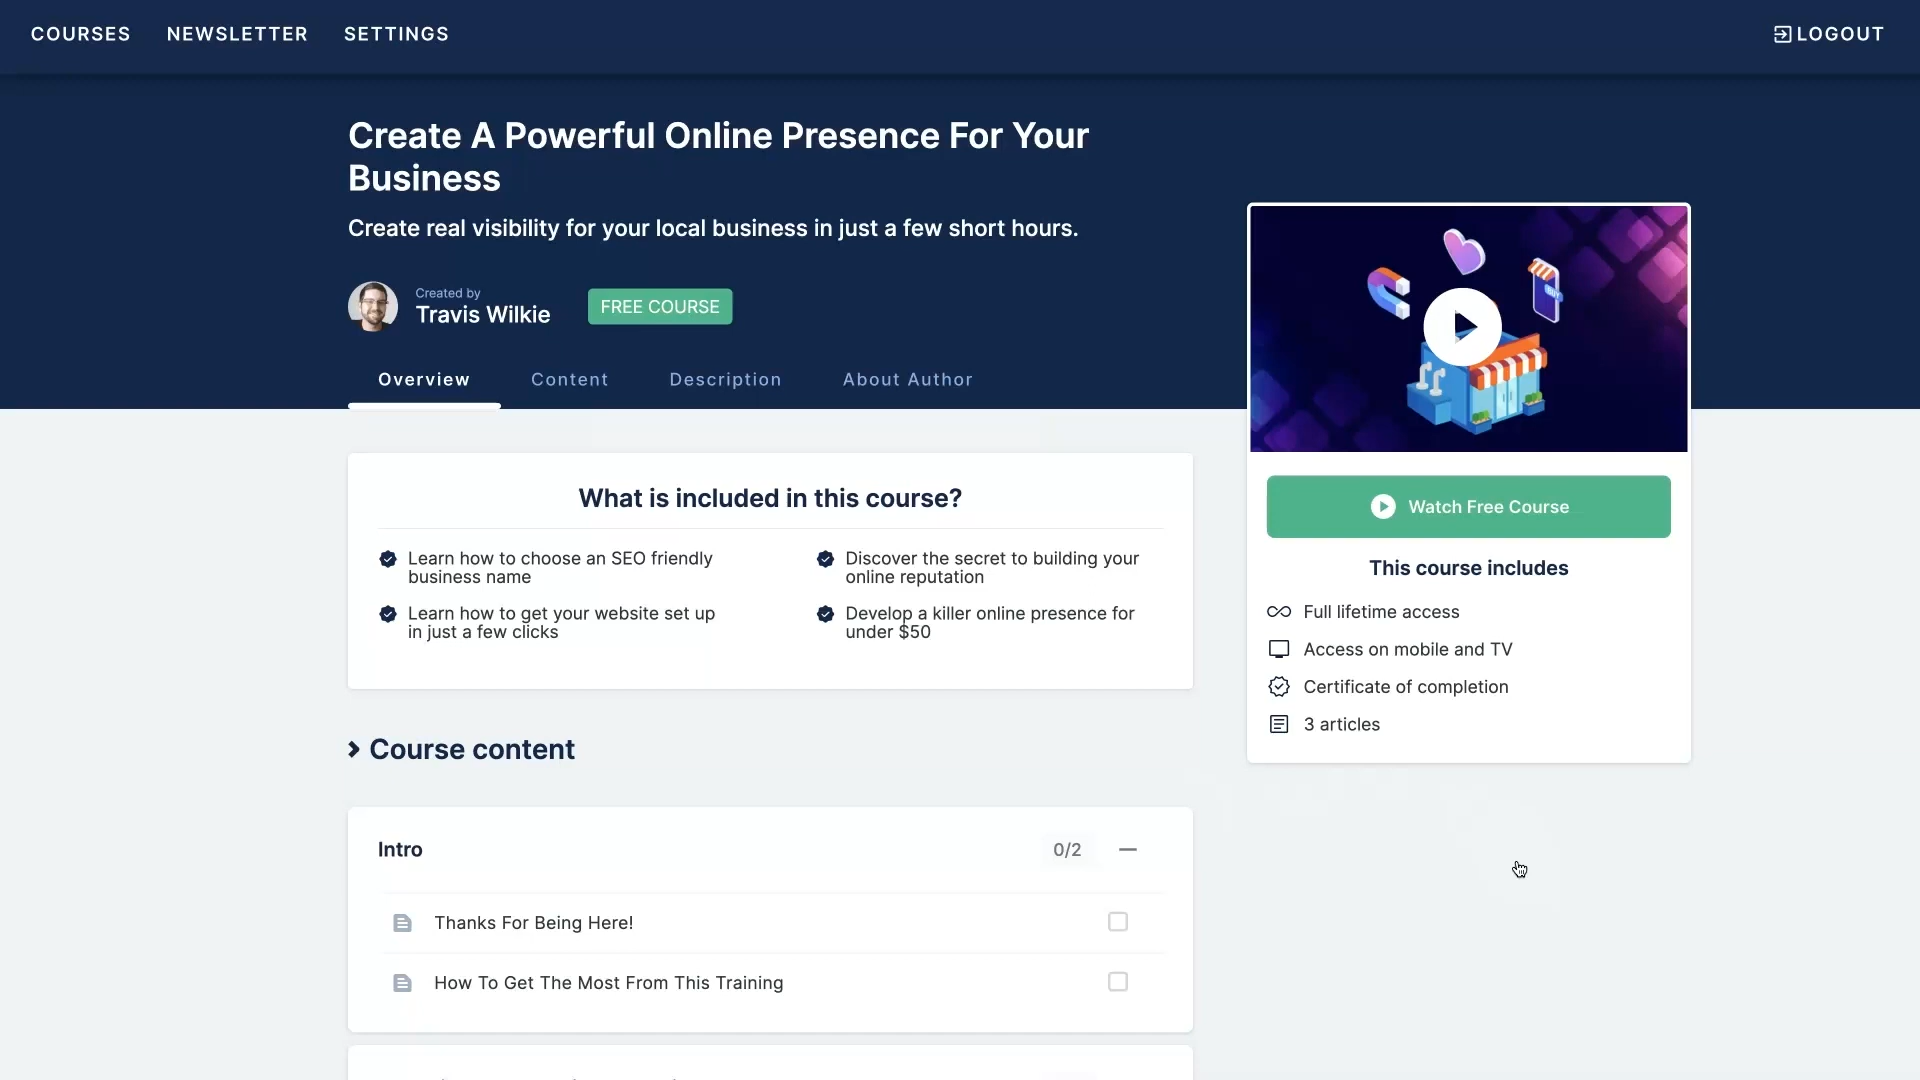 COURSES NEWSLETTER SETTINGS LOGOUT
Create A Powerful Online Presence For Your
Business
Create real visibility for your local business in just a few short hours.
Created by
Travis Wilkie
FREE COURSE
Overview Content Description About Author
What is included in this course?
Learn how to choose an SEO friendly
business name
Discover the secret to building your
online reputation
Learn how to get your website set up
in just a few clicks
Develop a killer online presence for
under $50
Course content
Intro 0/2
Thanks For Being Here!
How To Get The Most From This Training
BUY
Watch Free Course
This course includes
Full lifetime access
Access on mobile and TV
Certificate of completion
3 articles